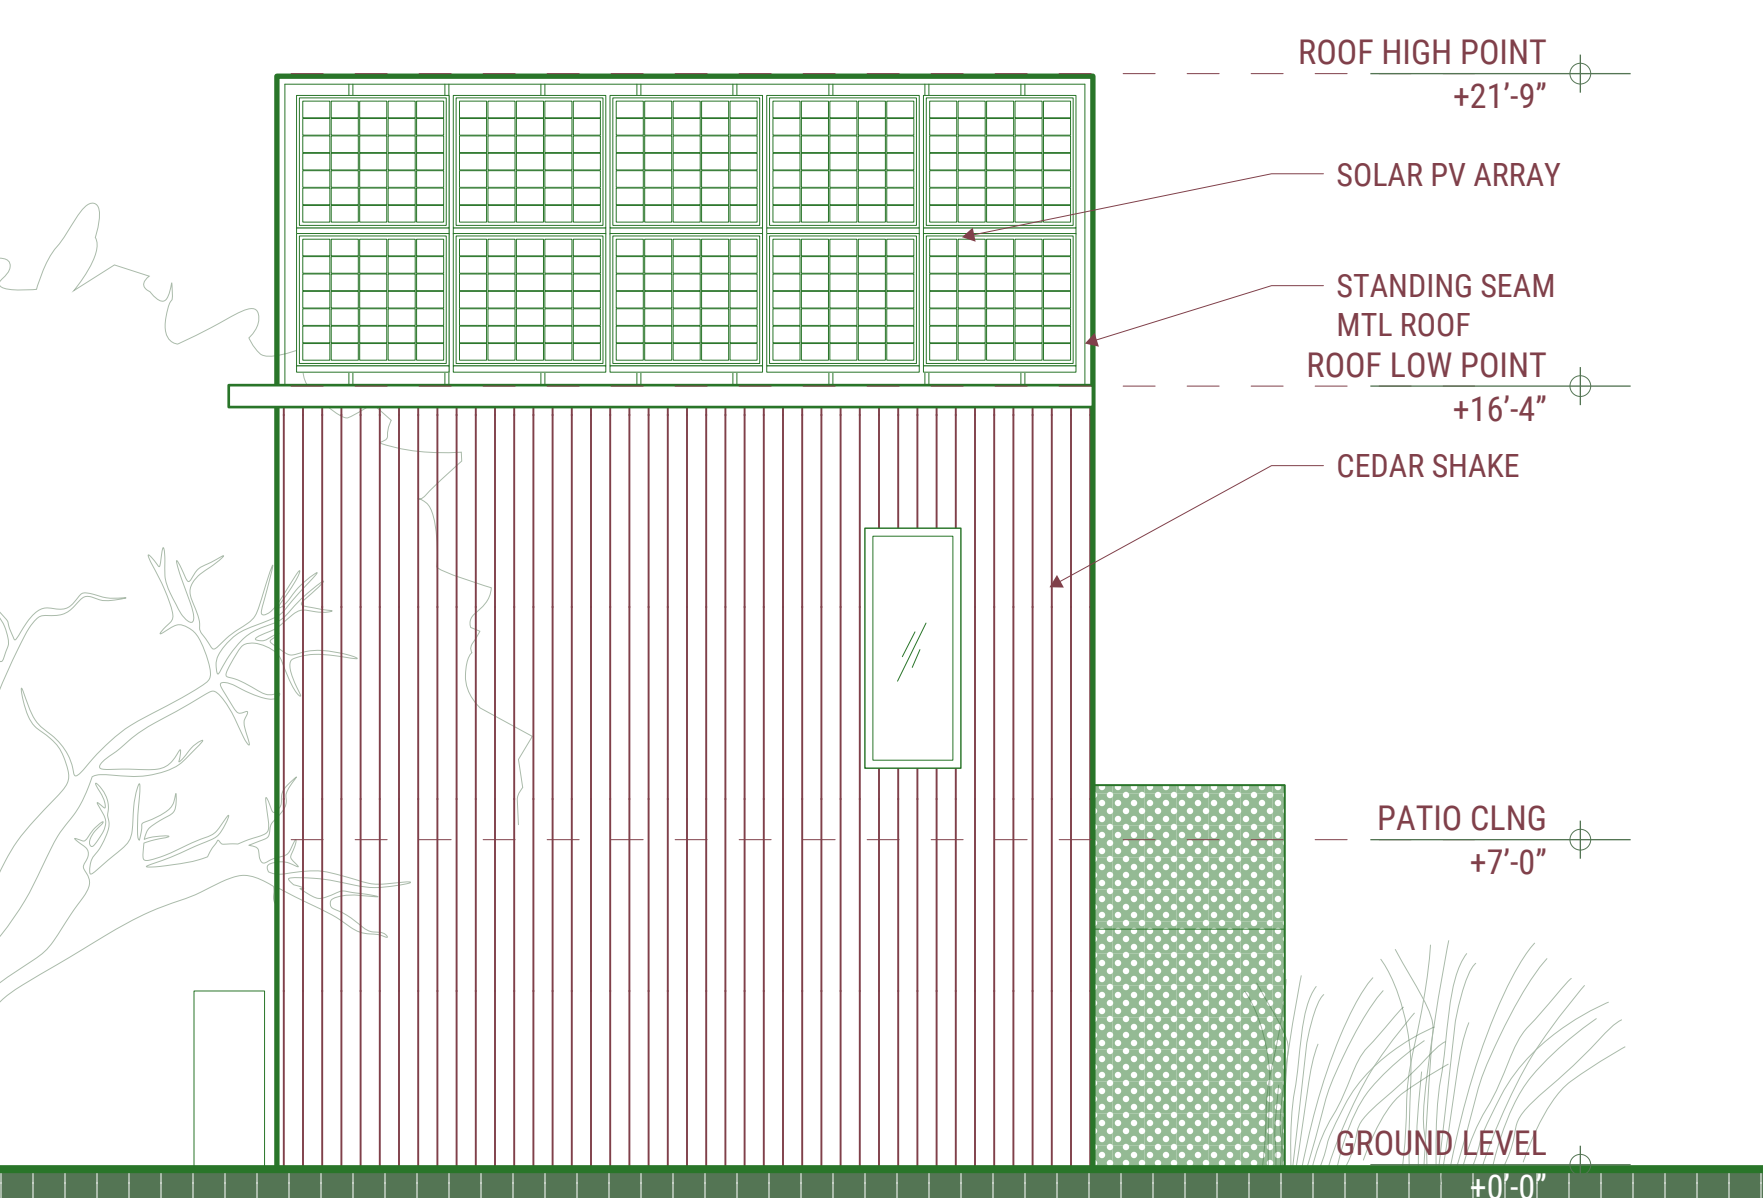 ROOF HIGH POINT
+21’-9”
SOLAR PV ARRAY
STANDING SEAM
MTL ROOF
ROOF LOW POINT
+16’-4”
CEDAR SHAKE
PATIO CLNG
+7’-0”
GROUND LEVEL
+0’-0”